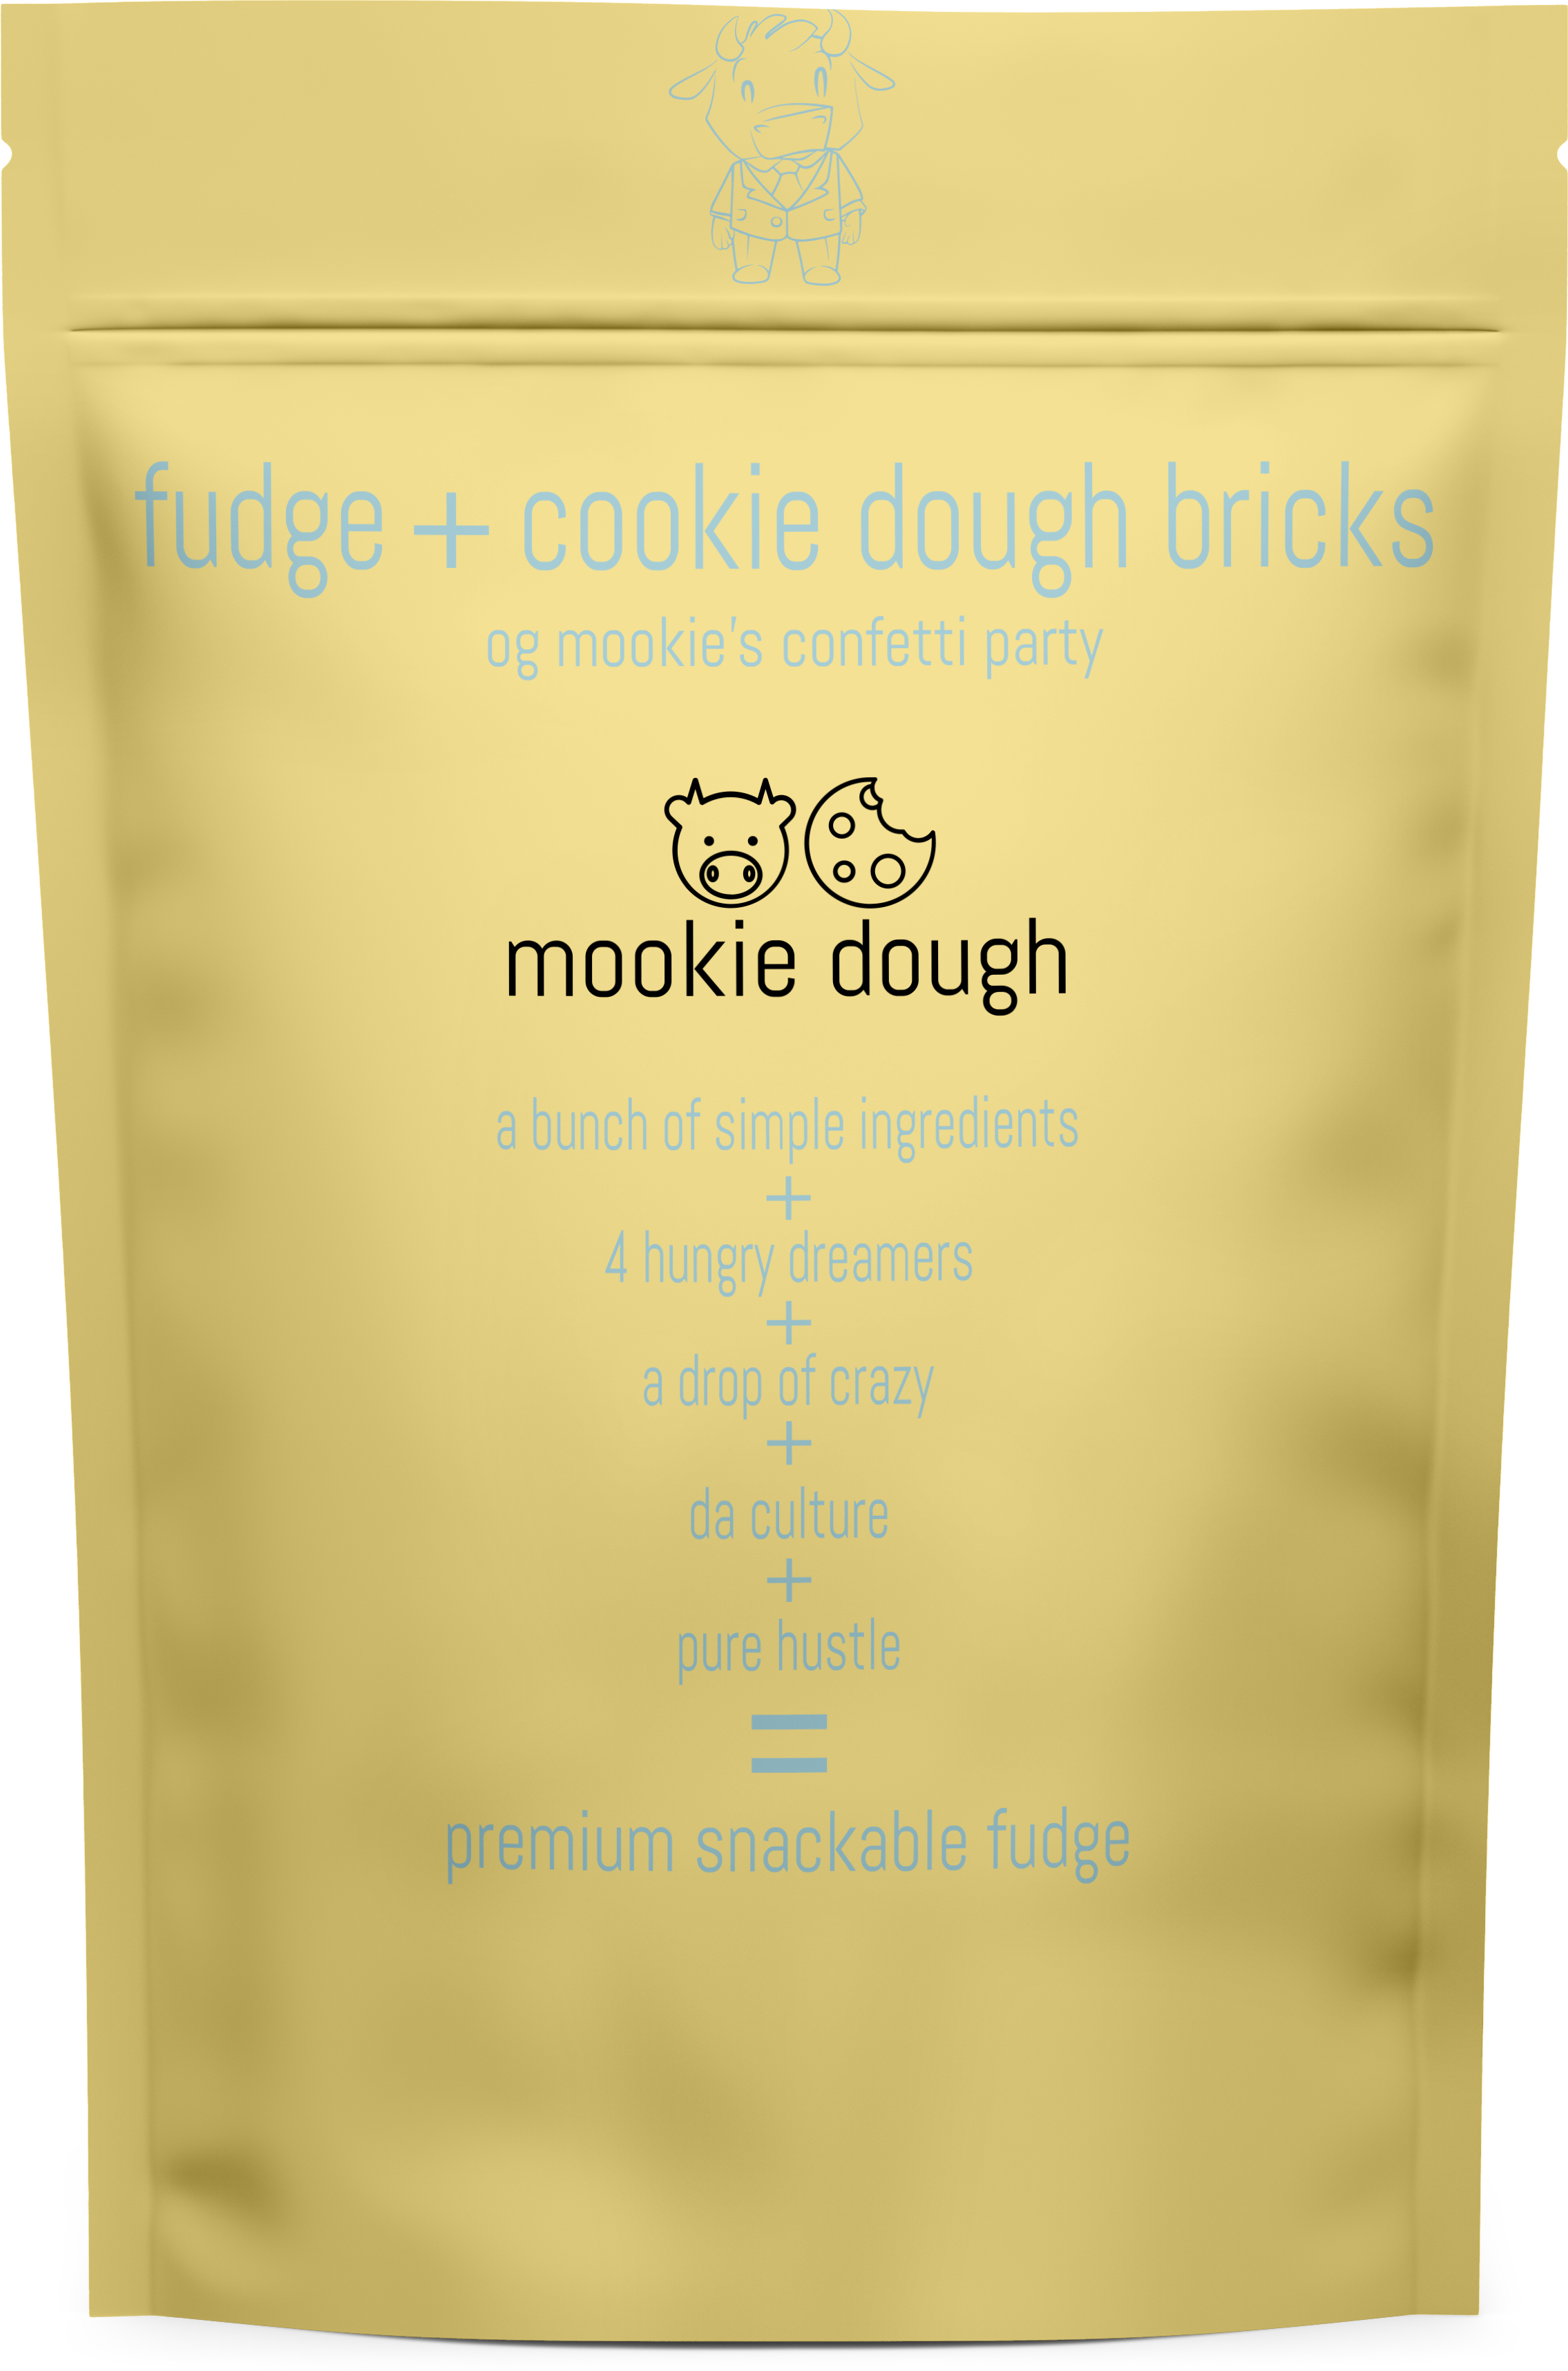 fudge + cookie dough bricks
og mookie's confetti party
mookie dough
a bunch of simple ingredients
+
4 hungry dreamers
+
a drop of crazy
+
da culture
+
pure hustle
=
premium snackable fudge